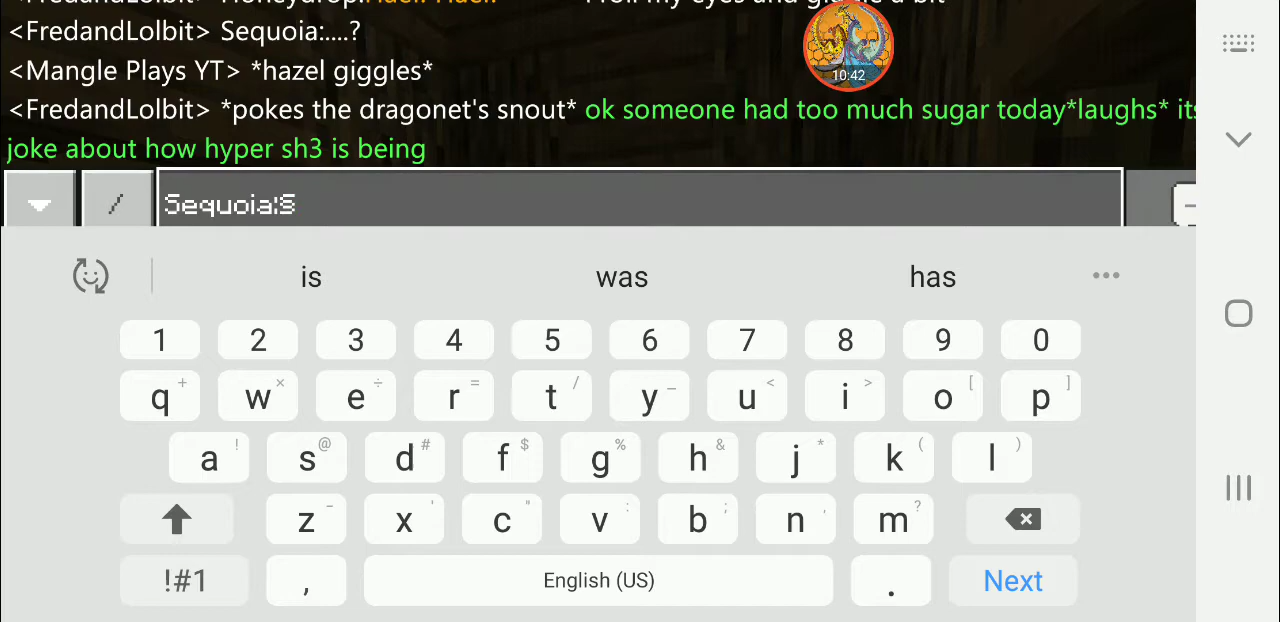 <FredandLolbit> Sequoia:....?
<Mangle Plays YT> *hazel giggles*
10:42
<FredandLolbit> *pokes the dragonet's snout* ok someone had too much sugar today*laughs* its
joke about how hyper sh3 is being
/ Sequoia:§
is was has •••
1 2 3 4 5 6 7 8 9 0
q + w × e ÷ r = t / y _ u < i > o [ p ]
a ! s @ d # f $ g % h & j * k ( l )
z - x ' c " v : b ; n , m ?
!#1 , English (US) . Next